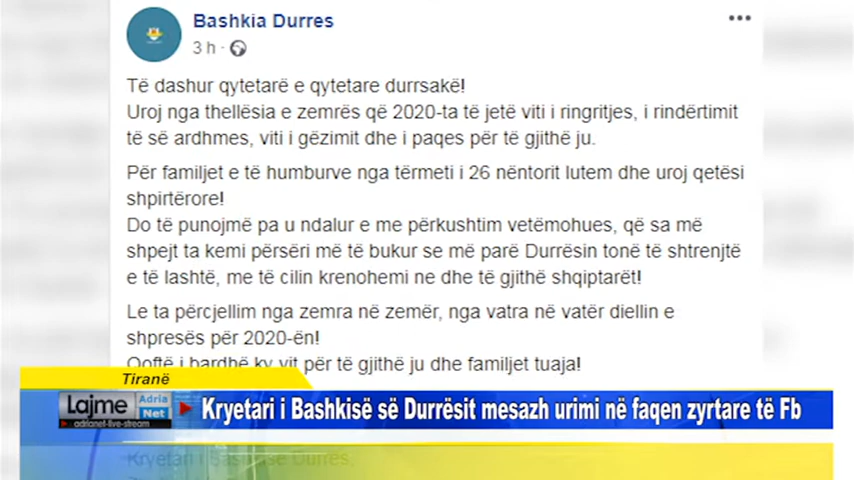 Bashkia Durres
3 h ·
Të dashur qytetarë e qytetare durrsakë!
Uroj nga thellësia e zemrës që 2020-ta të jetë viti i ringritjes, i rindërtimit
të së ardhmes, viti i gëzimit dhe i paqes për të gjithë ju.
Për familjet e të humburve nga tërmeti i 26 nëntorit lutem dhe uroj qetësi
shpirtërore!
Do të punojmë pa u ndalur e me përkushtim vetëmohues, që sa më
shpejt ta kemi përsëri më të bukur se më parë Durrësin tonë të shtrenjtë
e të lashtë, me të cilin krenohemi ne dhe të gjithë shqiptarët!
Le ta përcjellim nga zemra në zemër, nga vatra në vatër diellin e
shpresës për 2020-ën!
Qoftë i bardhë ky vit për të gjithë ju dhe familjet tuaja!
Tiranë
Lajme Adria Net
adrianet-live-stream
Kryetari i Bashkisë së Durrësit mesazh urimi në faqen zyrtare të Fb
Kryetari i Bashkisë Durrës,